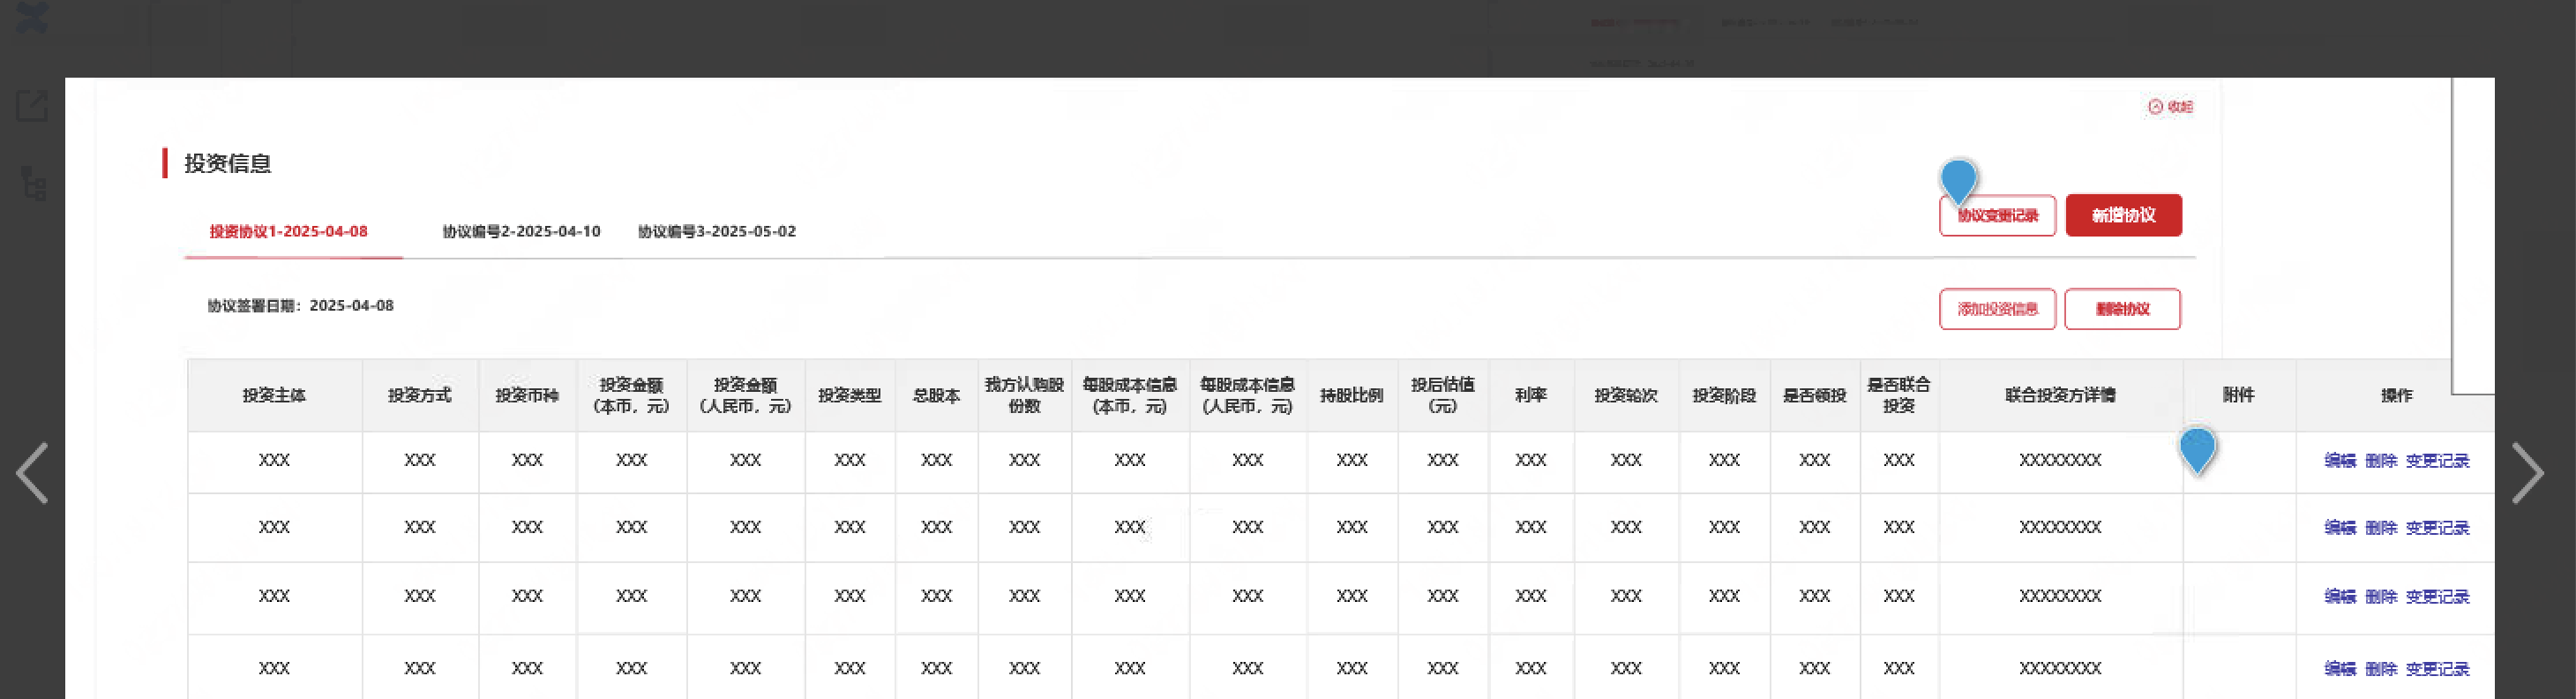 收起
投资信息
协议变更记录 新增协议
投资协议1-2025-04-08 协议编号2-2025-04-10 协议编号3-2025-05-02
协议签署日期：2025-04-08 添加投资信息 删除协议
投资主体 投资方式 投资币种 投资金额（本币，元） 投资金额（人民币，元） 投资类型 总股本 我方认购股份数 每股成本信息（本币，元） 每股成本信息（人民币，元） 持股比例 投后估值（元） 利率 投资轮次 投资阶段 是否领投 是否联合投资 联合投资方详情 附件 操作
XXX XXX XXX XXX XXX XXX XXX XXX XXX XXX XXX XXX XXX XXX XXX XXX XXX XXXXXXXX 编辑 删除 变更记录
XXX XXX XXX XXX XXX XXX XXX XXX XXX XXX XXX XXX XXX XXX XXX XXX XXX XXXXXXXX 编辑 删除 变更记录
XXX XXX XXX XXX XXX XXX XXX XXX XXX XXX XXX XXX XXX XXX XXX XXX XXX XXXXXXXX 编辑 删除 变更记录
XXX XXX XXX XXX XXX XXX XXX XXX XXX XXX XXX XXX XXX XXX XXX XXX XXX XXXXXXXX 编辑 删除 变更记录